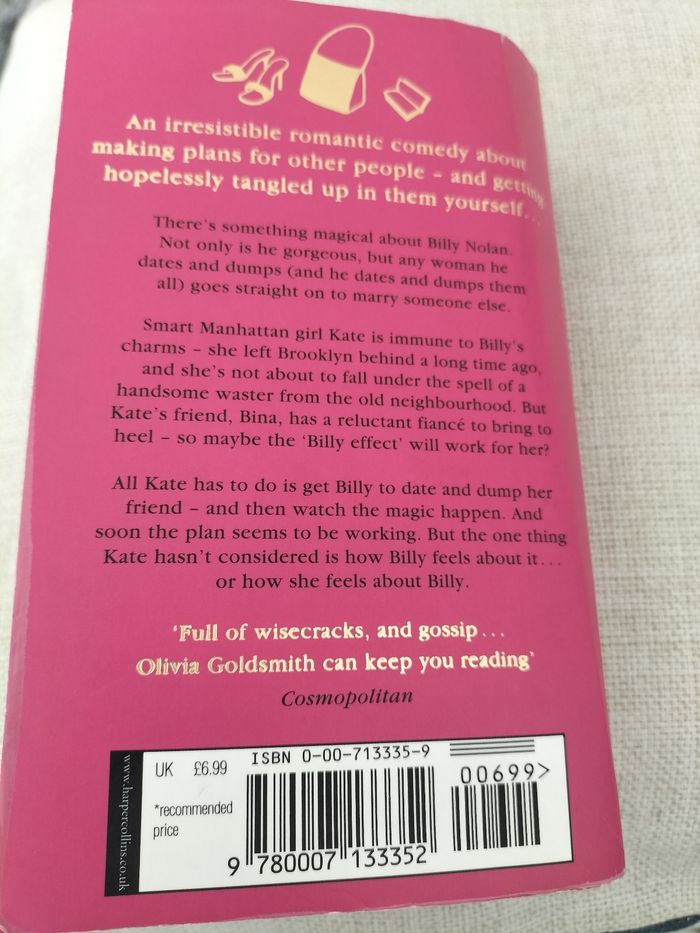 An irresistible romantic comedy about
making plans for other people – and getting
hopelessly tangled up in them yourself...
There's something magical about Billy Nolan.
Not only is he gorgeous, but any woman he
dates and dumps (and he dates and dumps them
all) goes straight on to marry someone else.
Smart Manhattan girl Kate is immune to Billy's
charms – she left Brooklyn behind a long time ago,
and she's not about to fall under the spell of a
handsome waster from the old neighbourhood. But
Kate's friend, Bina, has a reluctant fiancé to bring to
heel – so maybe the 'Billy effect' will work for her?
All Kate has to do is get Billy to date and dump her
friend – and then watch the magic happen. And
soon the plan seems to be working. But the one thing
Kate hasn't considered is how Billy feels about it...
or how she feels about Billy.
'Full of wisecracks, and gossip...
Olivia Goldsmith can keep you reading'
Cosmopolitan
www.harpercollins.co.uk
UK £6.99
*recommended
price
ISBN 0-00-713335-9
00699>
9 780007 133352